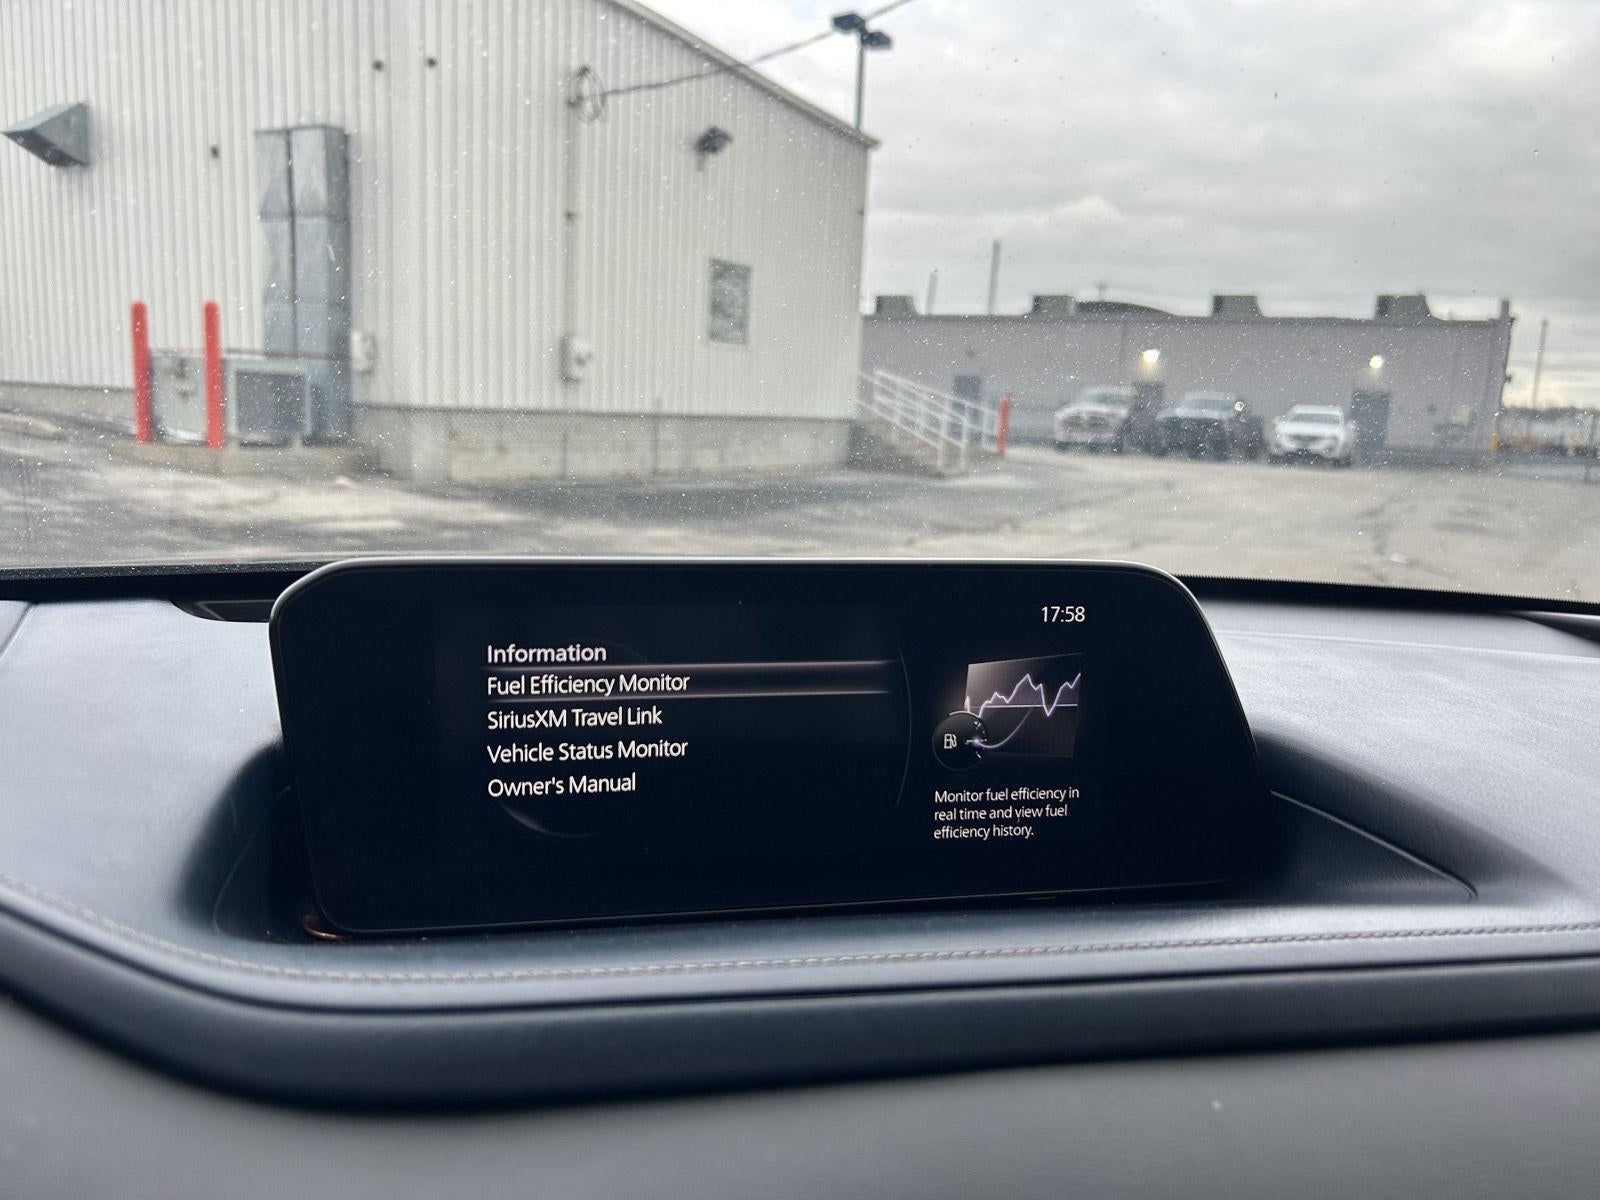 17:58
Information
Fuel Efficiency Monitor
SiriusXM Travel Link
Vehicle Status Monitor
Owner's Manual
Monitor fuel efficiency in
real time and view fuel
efficiency history.